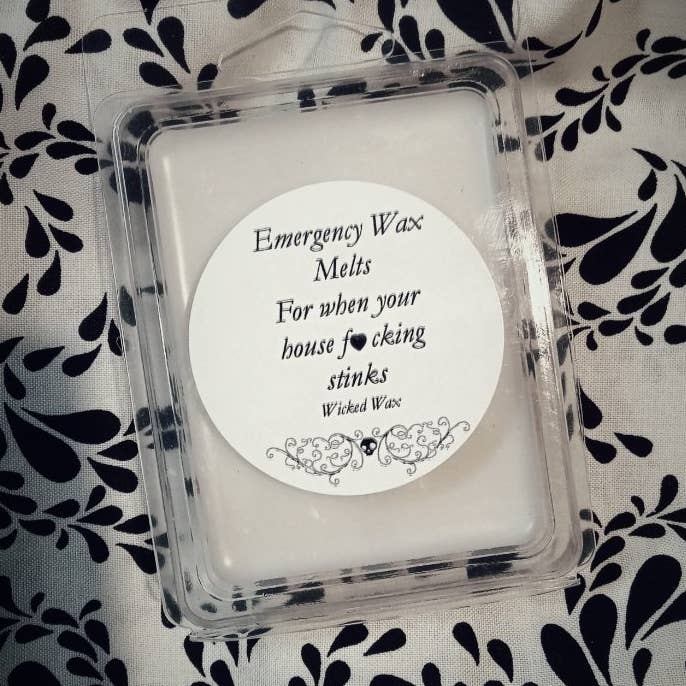 Emergency Wax
Melts
For when your
house f♥cking
stinks
Wicked Wax